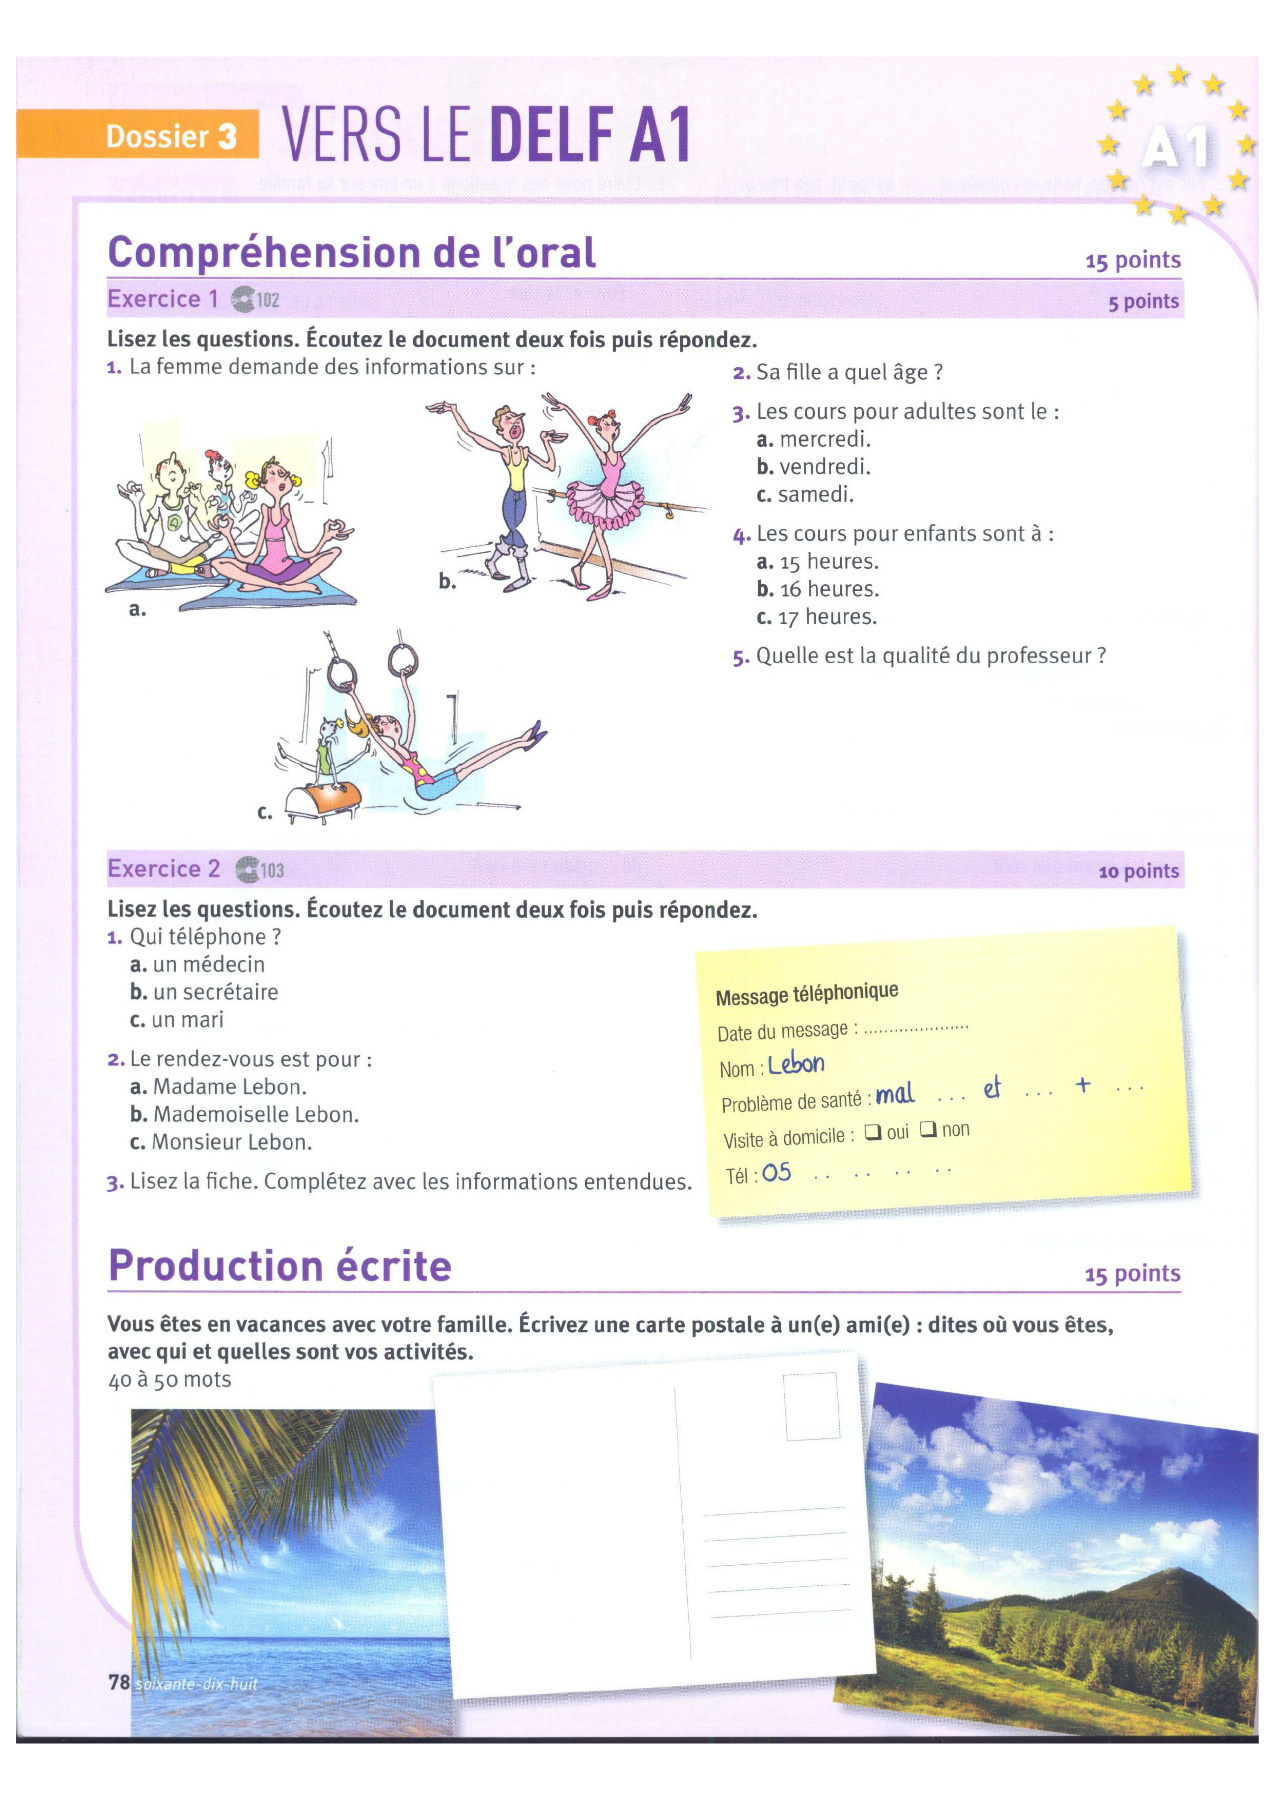 Dossier 3 VERS LE DELF A1
A1
Compréhension de l'oral 15 points
Exercice 1 102 5 points
Lisez les questions. Écoutez le document deux fois puis répondez.
1. La femme demande des informations sur :
a.
b.
c.
2. Sa fille a quel âge ?
3. Les cours pour adultes sont le :
a. mercredi.
b. vendredi.
c. samedi.
4. Les cours pour enfants sont à :
a. 15 heures.
b. 16 heures.
c. 17 heures.
5. Quelle est la qualité du professeur ?
Exercice 2 103 10 points
Lisez les questions. Écoutez le document deux fois puis répondez.
1. Qui téléphone ?
a. un médecin
b. un secrétaire
c. un mari
2. Le rendez-vous est pour :
a. Madame Lebon.
b. Mademoiselle Lebon.
c. Monsieur Lebon.
3. Lisez la fiche. Complétez avec les informations entendues.
Message téléphonique
Date du message : .....................
Nom : Lebon
Problème de santé : mal ... et ... + ...
Visite à domicile : ❑ oui ❑ non
Tél : 05 .. .. .. ..
Production écrite 15 points
Vous êtes en vacances avec votre famille. Écrivez une carte postale à un(e) ami(e) : dites où vous êtes,
avec qui et quelles sont vos activités.
40 à 50 mots
78 soixante-dix-huit